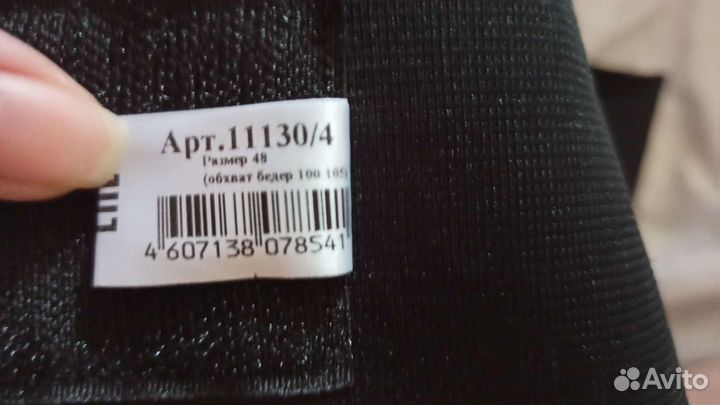 Арт.11130/4
Размер 48
(обхват бедер 100-105)
4 607138 078541
Avito